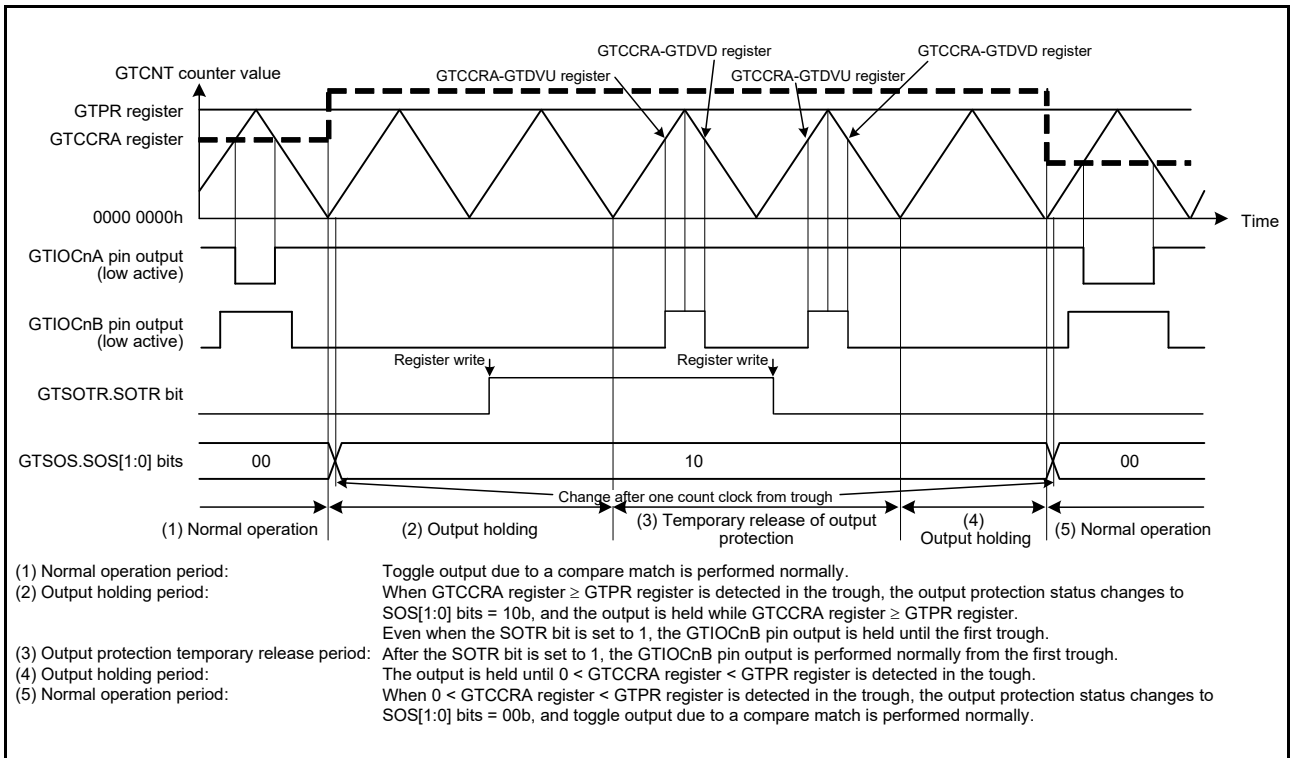 GTCCRA-GTDVD register
GTCCRA-GTDVD register
GTCNT counter value
GTCCRA-GTDVU register
GTCCRA-GTDVU register
GTPR register
GTCCRA register
0000 0000h
Time
GTIOCnA pin output
(low active)
GTIOCnB pin output
(low active)
Register write
Register write
GTSOTR.SOTR bit
GTSOS.SOS[1:0] bits
00
10
00
Change after one count clock from trough
(1) Normal operation
(2) Output holding
(3) Temporary release of output
protection
(4)
Output holding
(5) Normal operation
(1) Normal operation period: Toggle output due to a compare match is performed normally.
(2) Output holding period: When GTCCRA register ≥ GTPR register is detected in the trough, the output protection status changes to
SOS[1:0] bits = 10b, and the output is held while GTCCRA register ≥ GTPR register.
Even when the SOTR bit is set to 1, the GTIOCnB pin output is held until the first trough.
(3) Output protection temporary release period: After the SOTR bit is set to 1, the GTIOCnB pin output is performed normally from the first trough.
(4) Output holding period: The output is held until 0 < GTCCRA register < GTPR register is detected in the tough.
(5) Normal operation period: When 0 < GTCCRA register < GTPR register is detected in the trough, the output protection status changes to
SOS[1:0] bits = 00b, and toggle output due to a compare match is performed normally.